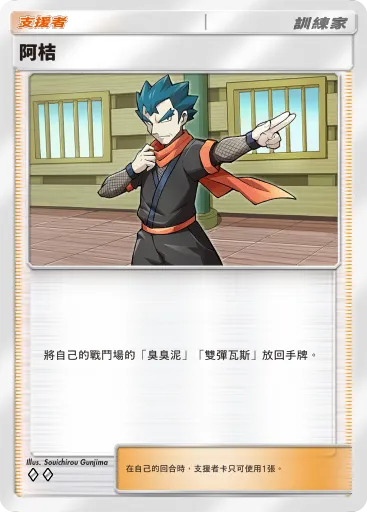 支援者
訓練家
阿桔
將自己的戰鬥場的「臭臭泥」「雙彈瓦斯」放回手牌。
Illus. Souichirou Gunjima
在自己的回合時，支援者卡只可使用1張。